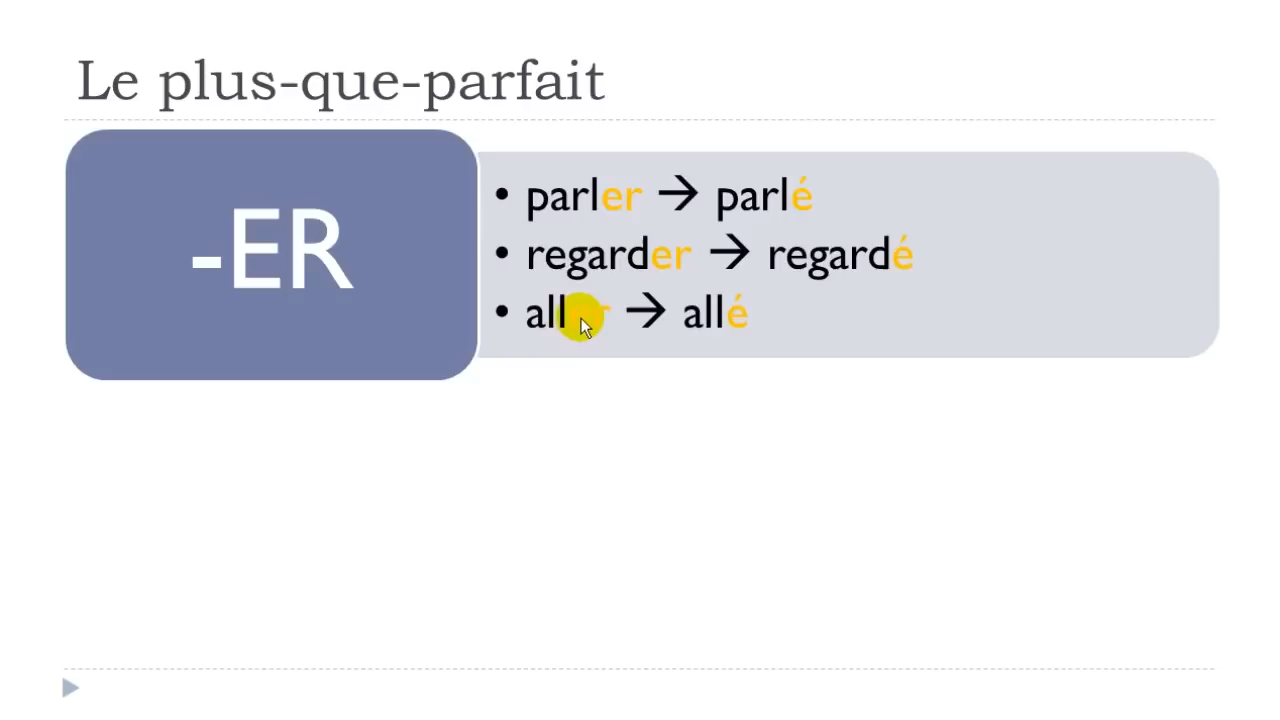 Le plus-que-parfait
-ER
• parler → parlé
• regarder → regardé
• aller → allé